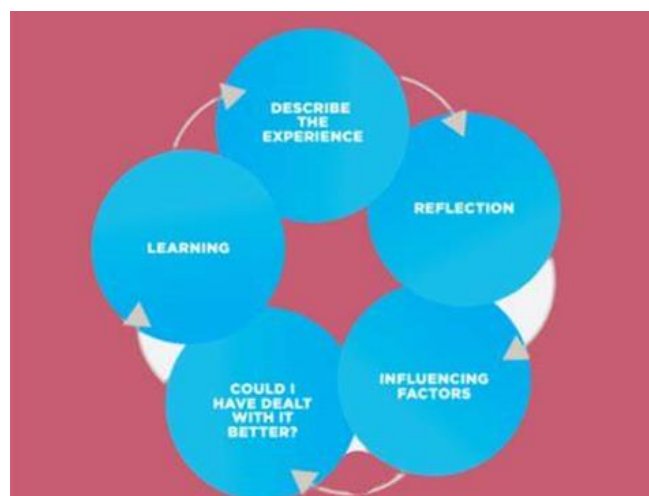 DESCRIBE
THE
EXPERIENCE
REFLECTION
INFLUENCING
FACTORS
COULD I
HAVE DEALT
WITH IT
BETTER?
LEARNING